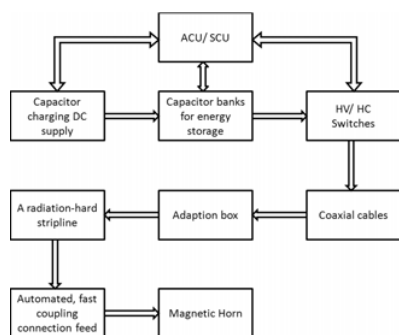 ACU/ SCU
Capacitor
charging DC
supply
Capacitor banks
for energy
storage
HV/ HC
Switches
A radiation-hard
stripline
Adaption box
Coaxial cables
Automated, fast
coupling
connection feed
Magnetic Horn